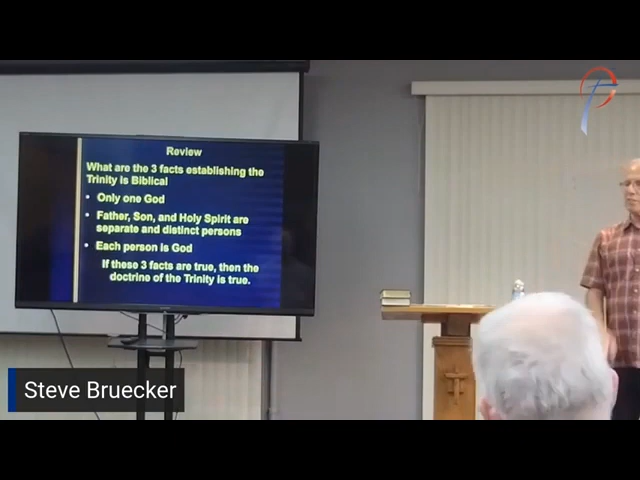 Review
What are the 3 facts establishing the
Trinity is Biblical
• Only one God
• Father, Son, and Holy Spirit are
separate and distinct persons
• Each person is God
If these 3 facts are true, then the
doctrine of the Trinity is true.
Steve Bruecker